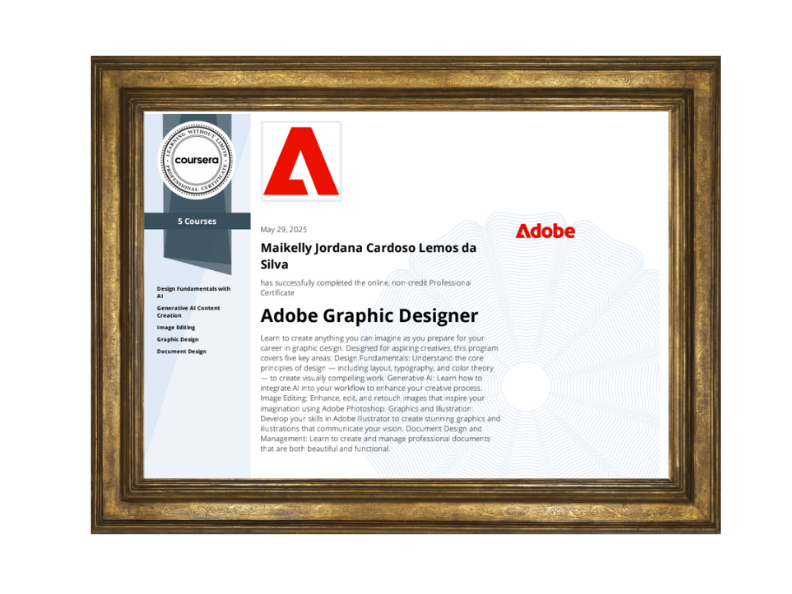 LEARNING WITHOUT LIMITS
coursera
PROFESSIONAL CERTIFICATE
5 Courses
Design Fundamentals with
AI
Generative AI Content
Creation
Image Editing
Graphic Design
Document Design
May 29, 2025
Maikelly Jordana Cardoso Lemos da
Silva
has successfully completed the online, non-credit Professional
Certificate
Adobe Graphic Designer
Learn to create anything you can imagine as you prepare for your
career in graphic design. Designed for aspiring creatives, this program
covers five key areas: Design Fundamentals: Understand the core
principles of design — including layout, typography, and color theory
— to create visually compelling work. Generative AI: Learn how to
integrate AI into your workflow to enhance your creative process.
Image Editing: Enhance, edit, and retouch images that inspire your
imagination using Adobe Photoshop. Graphics and Illustration:
Develop your skills in Adobe Illustrator to create stunning graphics and
illustrations that communicate your vision. Document Design and
Management: Learn to create and manage professional documents
that are both beautiful and functional.
Adobe